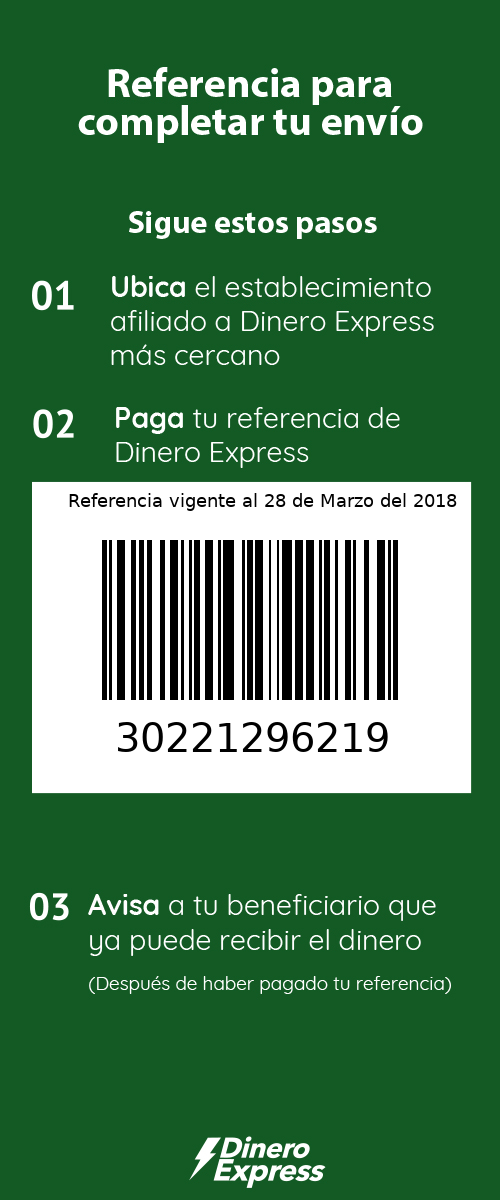 Referencia para
completar tu envío
Sigue estos pasos
01 Ubica el establecimiento
afiliado a Dinero Express
más cercano
02 Paga tu referencia de
Dinero Express
Referencia vigente al 28 de Marzo del 2018
30221296219
03 Avisa a tu beneficiario que
ya puede recibir el dinero
(Después de haber pagado tu referencia)
Dinero
Express